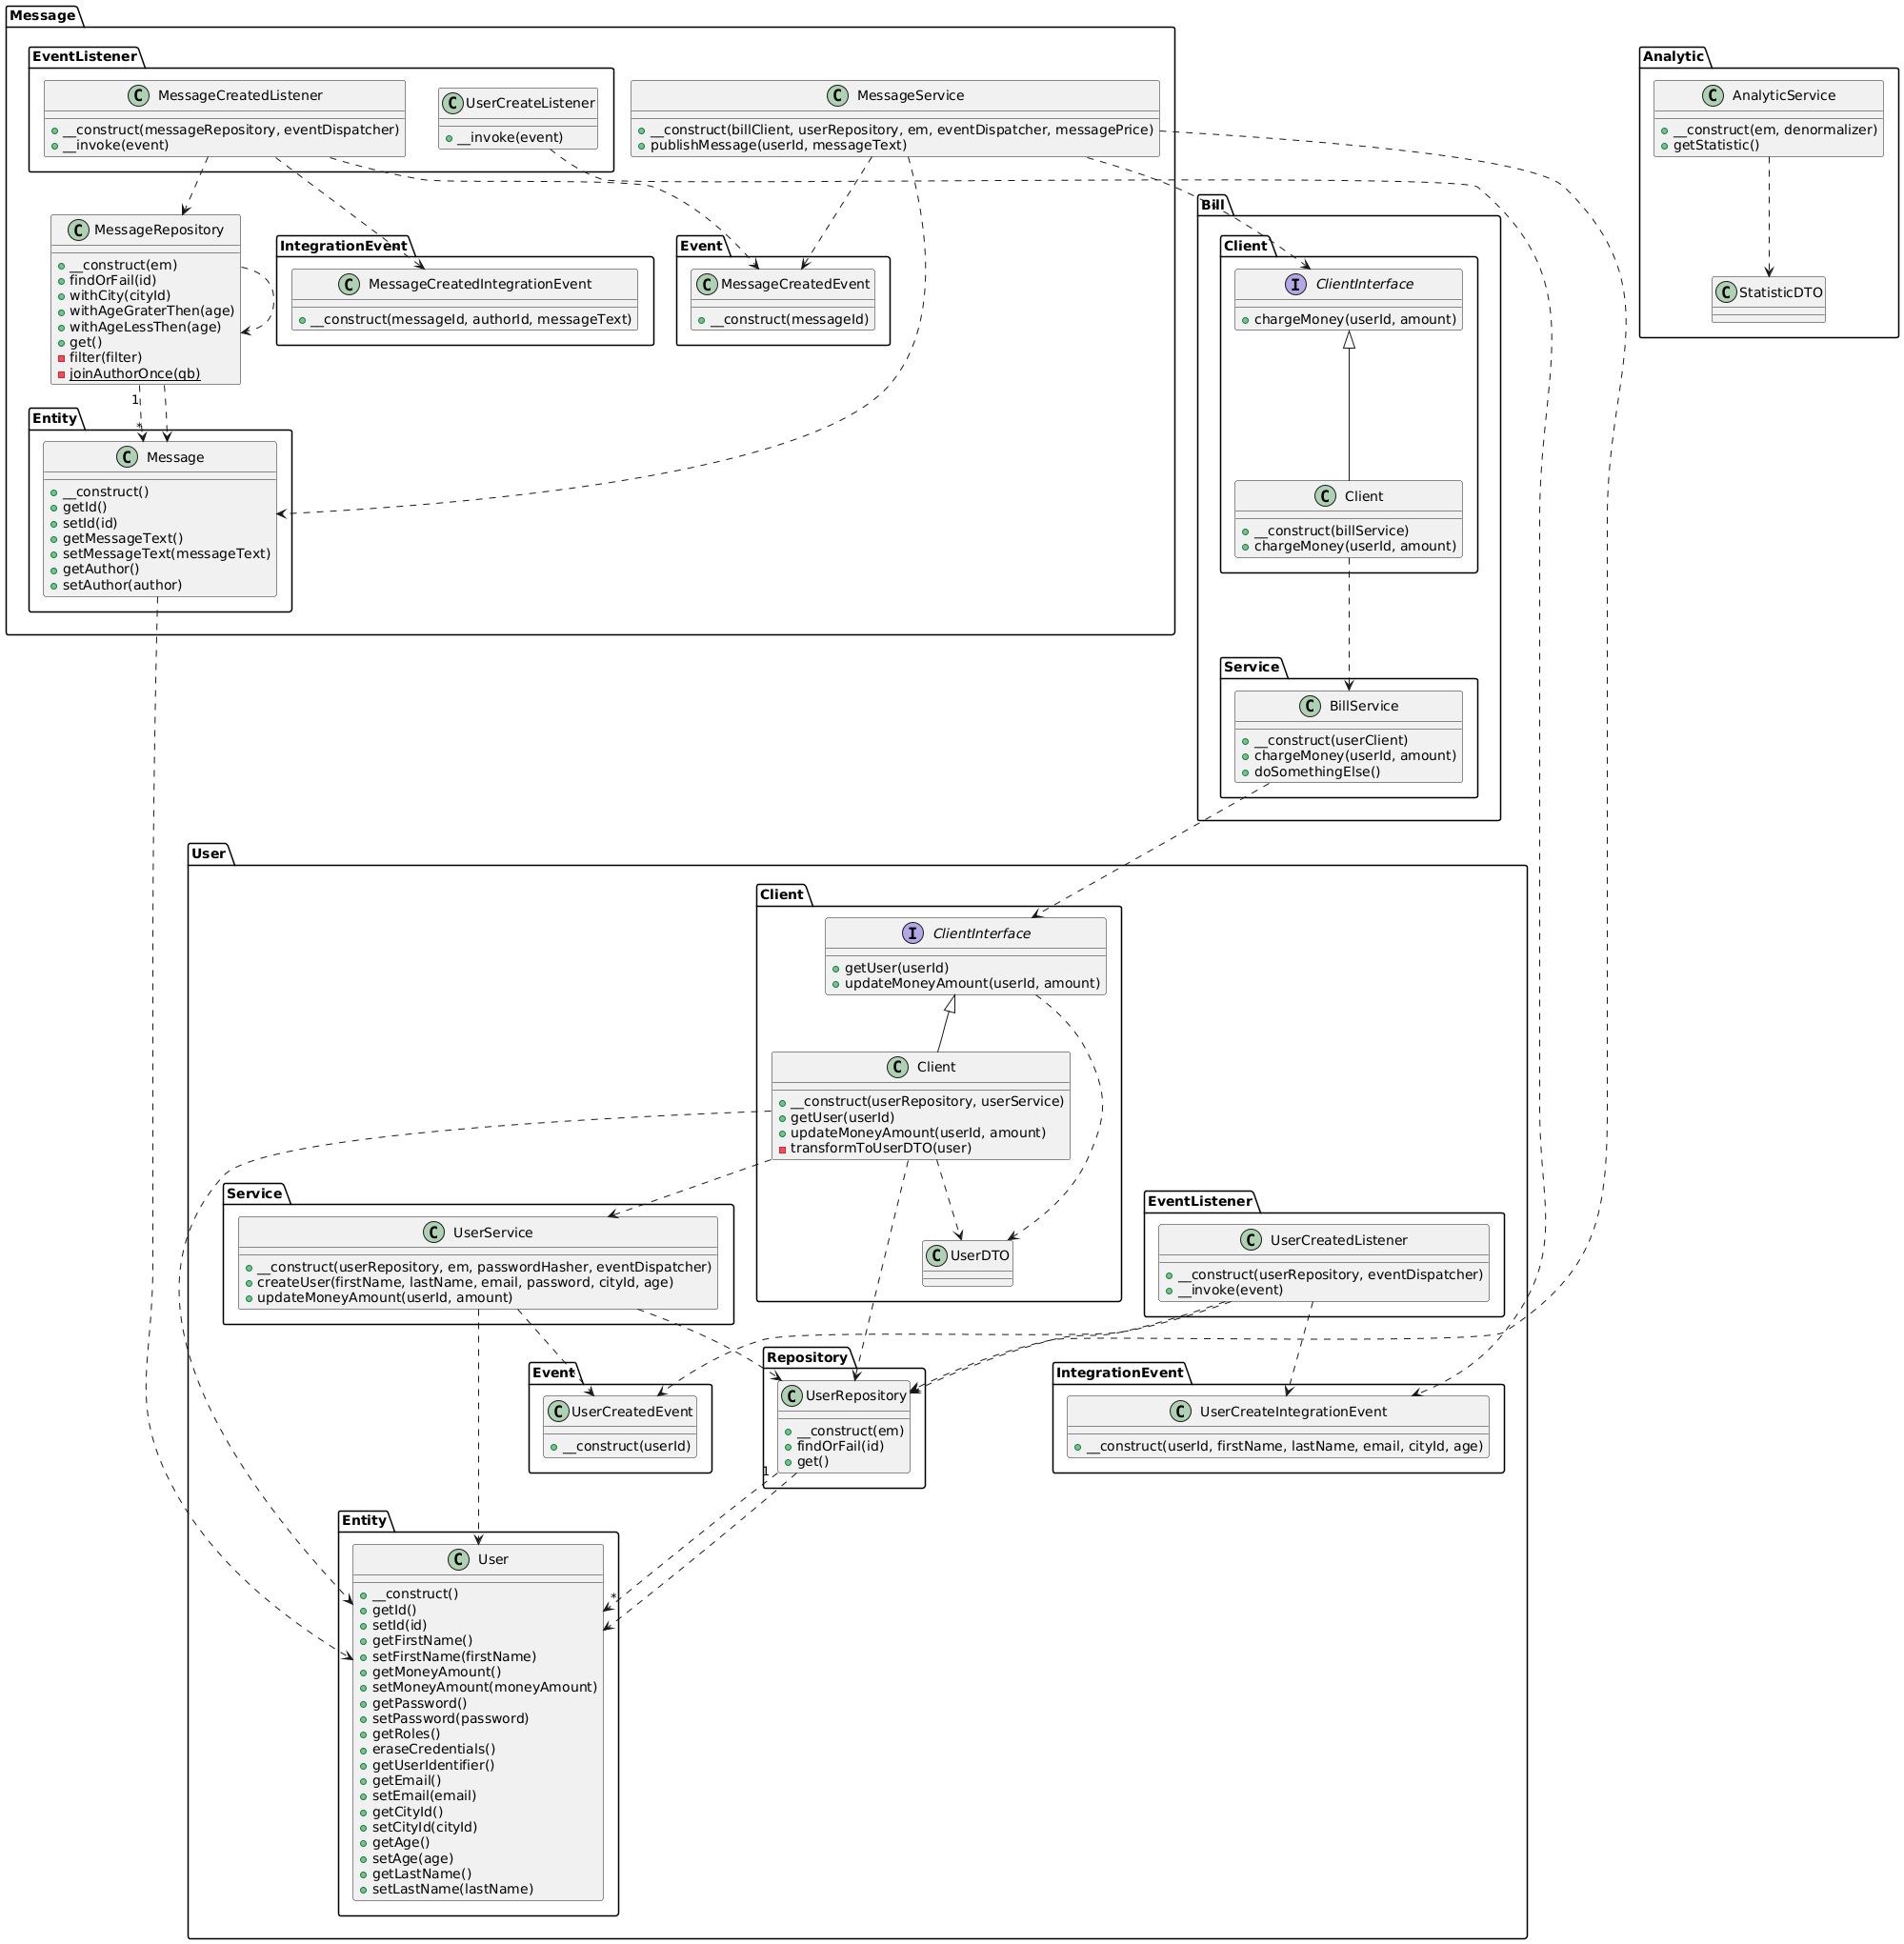 Message
EventListener
MessageCreatedListener
__construct(messageRepository, eventDispatcher)
__invoke(event)
UserCreateListener
__invoke(event)
MessageService
__construct(billClient, userRepository, em, eventDispatcher, messagePrice)
publishMessage(userId, messageText)
MessageRepository
__construct(em)
findOrFail(id)
withCity(cityId)
withAgeGraterThen(age)
withAgeLessThen(age)
get()
filter(filter)
joinAuthorOnce(qb)
IntegrationEvent
MessageCreatedIntegrationEvent
__construct(messageId, authorId, messageText)
Event
MessageCreatedEvent
__construct(messageId)
1
*
Entity
Message
__construct()
getId()
setId(id)
getMessageText()
setMessageText(messageText)
getAuthor()
setAuthor(author)
Analytic
AnalyticService
__construct(em, denormalizer)
getStatistic()
StatisticDTO
Bill
Client
ClientInterface
chargeMoney(userId, amount)
Client
__construct(billService)
chargeMoney(userId, amount)
Service
BillService
__construct(userClient)
chargeMoney(userId, amount)
doSomethingElse()
User
Client
ClientInterface
getUser(userId)
updateMoneyAmount(userId, amount)
Client
__construct(userRepository, userService)
getUser(userId)
updateMoneyAmount(userId, amount)
transformToUserDTO(user)
UserDTO
Service
UserService
__construct(userRepository, em, passwordHasher, eventDispatcher)
createUser(firstName, lastName, email, password, cityId, age)
updateMoneyAmount(userId, amount)
EventListener
UserCreatedListener
__construct(userRepository, eventDispatcher)
__invoke(event)
Event
UserCreatedEvent
__construct(userId)
Repository
UserRepository
__construct(em)
findOrFail(id)
get()
IntegrationEvent
UserCreateIntegrationEvent
__construct(userId, firstName, lastName, email, cityId, age)
1
*
Entity
User
__construct()
getId()
setId(id)
getFirstName()
setFirstName(firstName)
getMoneyAmount()
setMoneyAmount(moneyAmount)
getPassword()
setPassword(password)
getRoles()
eraseCredentials()
getUserIdentifier()
getEmail()
setEmail(email)
getCityId()
setCityId(cityId)
getAge()
setAge(age)
getLastName()
setLastName(lastName)